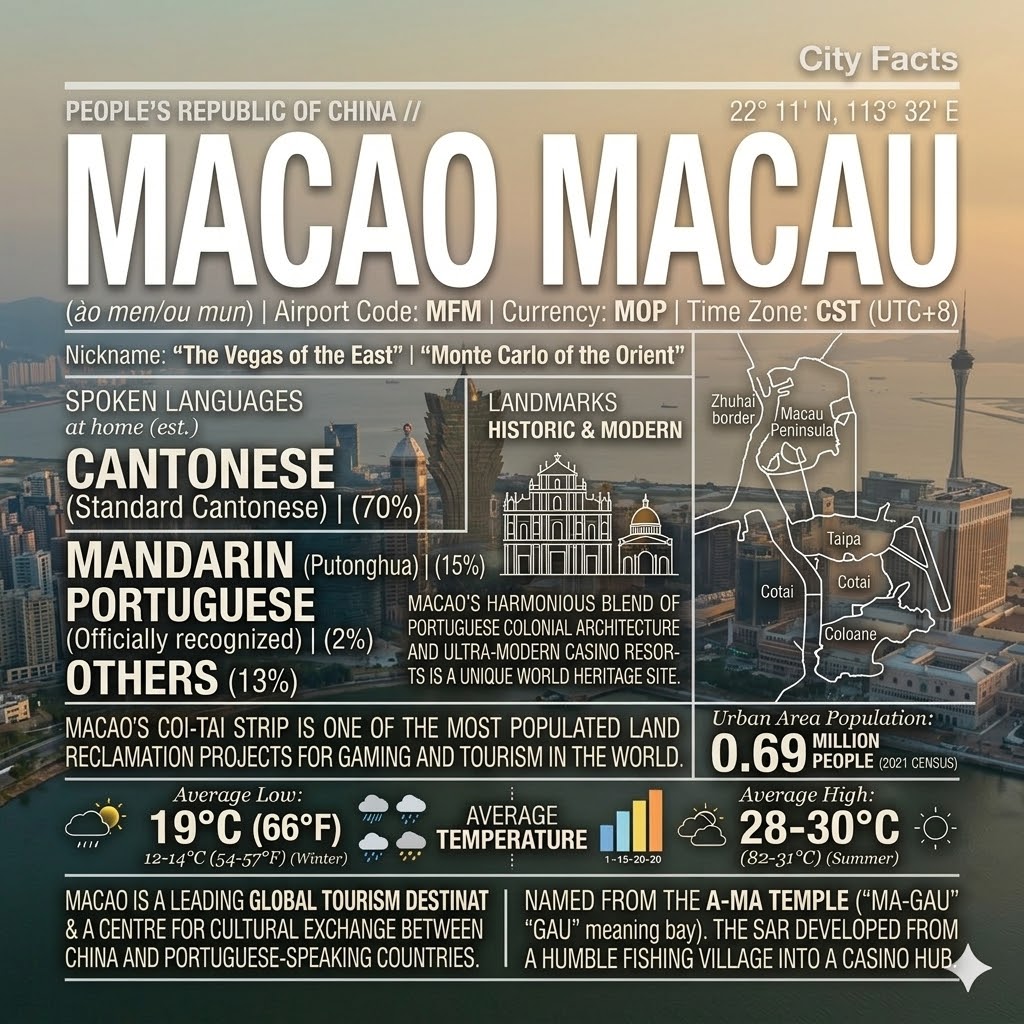 City Facts
PEOPLE'S REPUBLIC OF CHINA //
22° 11' N, 113° 32' E
MACAO MACAU
(ào men/ou mun) | Airport Code: MFM | Currency: MOP | Time Zone: CST (UTC+8)
Nickname: “The Vegas of the East” | “Monte Carlo of the Orient”
SPOKEN LANGUAGES
at home (est.)
CANTONESE
(Standard Cantonese) | (70%)
MANDARIN (Putonghua) | (15%)
PORTUGUESE
(Officially recognized) | (2%)
OTHERS (13%)
LANDMARKS
HISTORIC & MODERN
MACAO'S HARMONIOUS BLEND OF
PORTUGUESE COLONIAL ARCHITECTURE
AND ULTRA-MODERN CASINO RESOR-
TS IS A UNIQUE WORLD HERITAGE SITE.
Zhuhai
border
Macau
Peninsula
Taipa
Cotai
Cotai
Coloane
MACAO'S COI-TAI STRIP IS ONE OF THE MOST POPULATED LAND
RECLAMATION PROJECTS FOR GAMING AND TOURISM IN THE WORLD.
Urban Area Population:
0.69 MILLION
PEOPLE (2021 CENSUS)
Average Low:
19°C (66°F)
12-14°C (54-57°F) (Winter)
AVERAGE
TEMPERATURE
1-15-20-20
Average High:
28-30°C
(82-31°C) (Summer)
MACAO IS A LEADING GLOBAL TOURISM DESTINAT
& A CENTRE FOR CULTURAL EXCHANGE BETWEEN
CHINA AND PORTUGUESE-SPEAKING COUNTRIES.
NAMED FROM THE A-MA TEMPLE (“MA-GAU”
“GAU” meaning bay). THE SAR DEVELOPED FROM
A HUMBLE FISHING VILLAGE INTO A CASINO HUB.